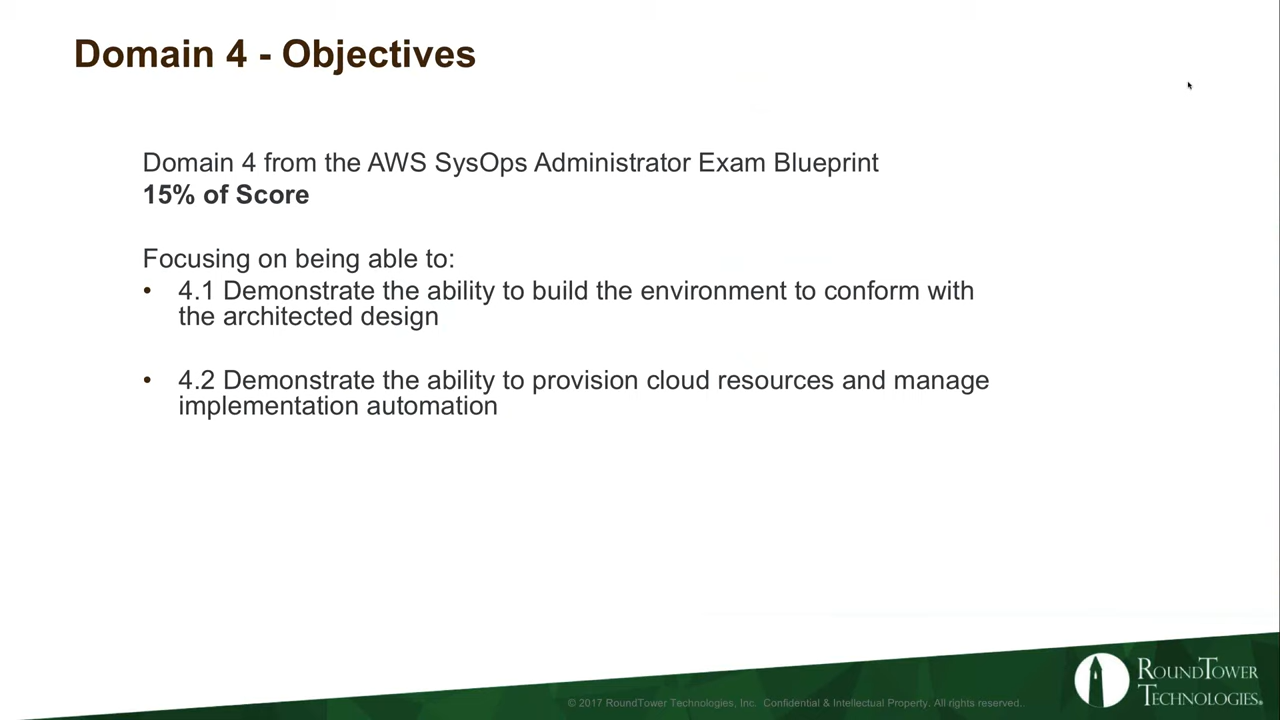 Domain 4 - Objectives
Domain 4 from the AWS SysOps Administrator Exam Blueprint
15% of Score
Focusing on being able to:
• 4.1 Demonstrate the ability to build the environment to conform with
the architected design
• 4.2 Demonstrate the ability to provision cloud resources and manage
implementation automation
© 2017 RoundTower Technologies, Inc. Confidential & Intellectual Property. All rights reserved..
ROUNDTOWER
TECHNOLOGIES®